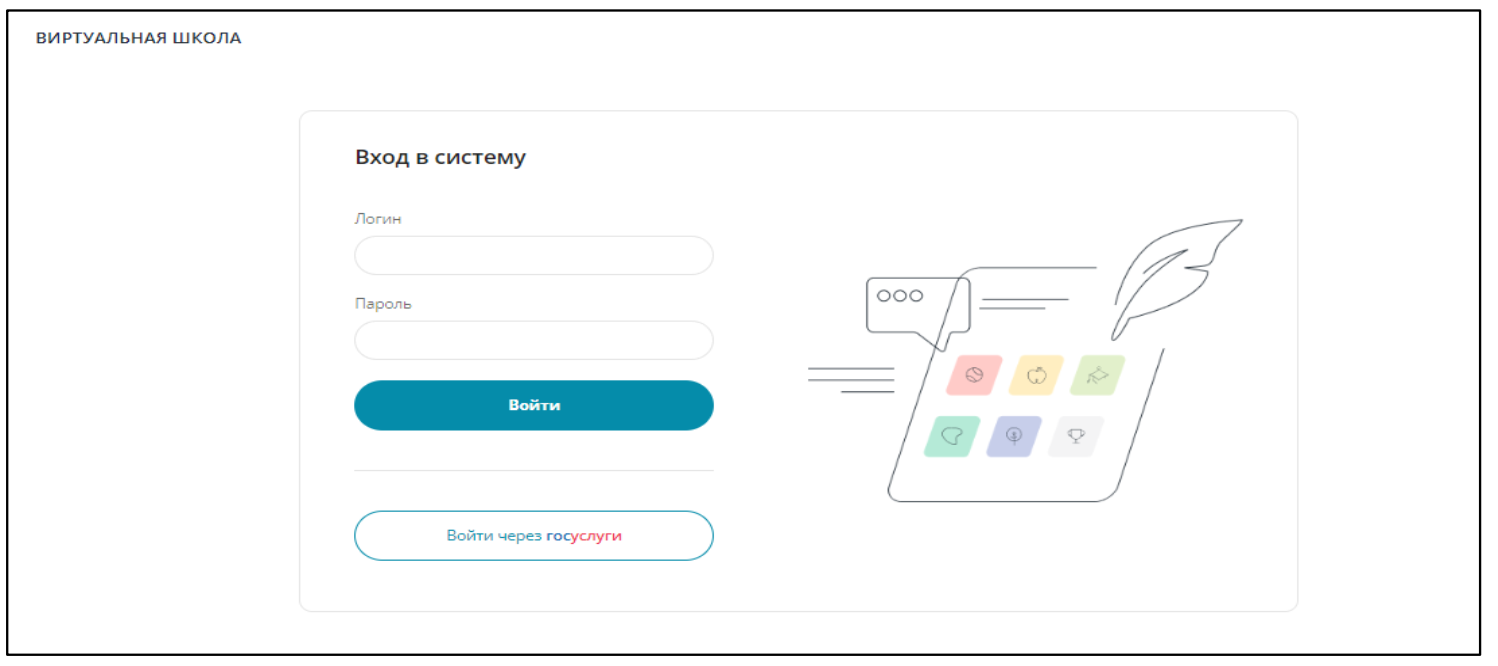 ВИРТУАЛЬНАЯ ШКОЛА
Вход в систему
Логин
Пароль
Войти
Войти через госуслуги